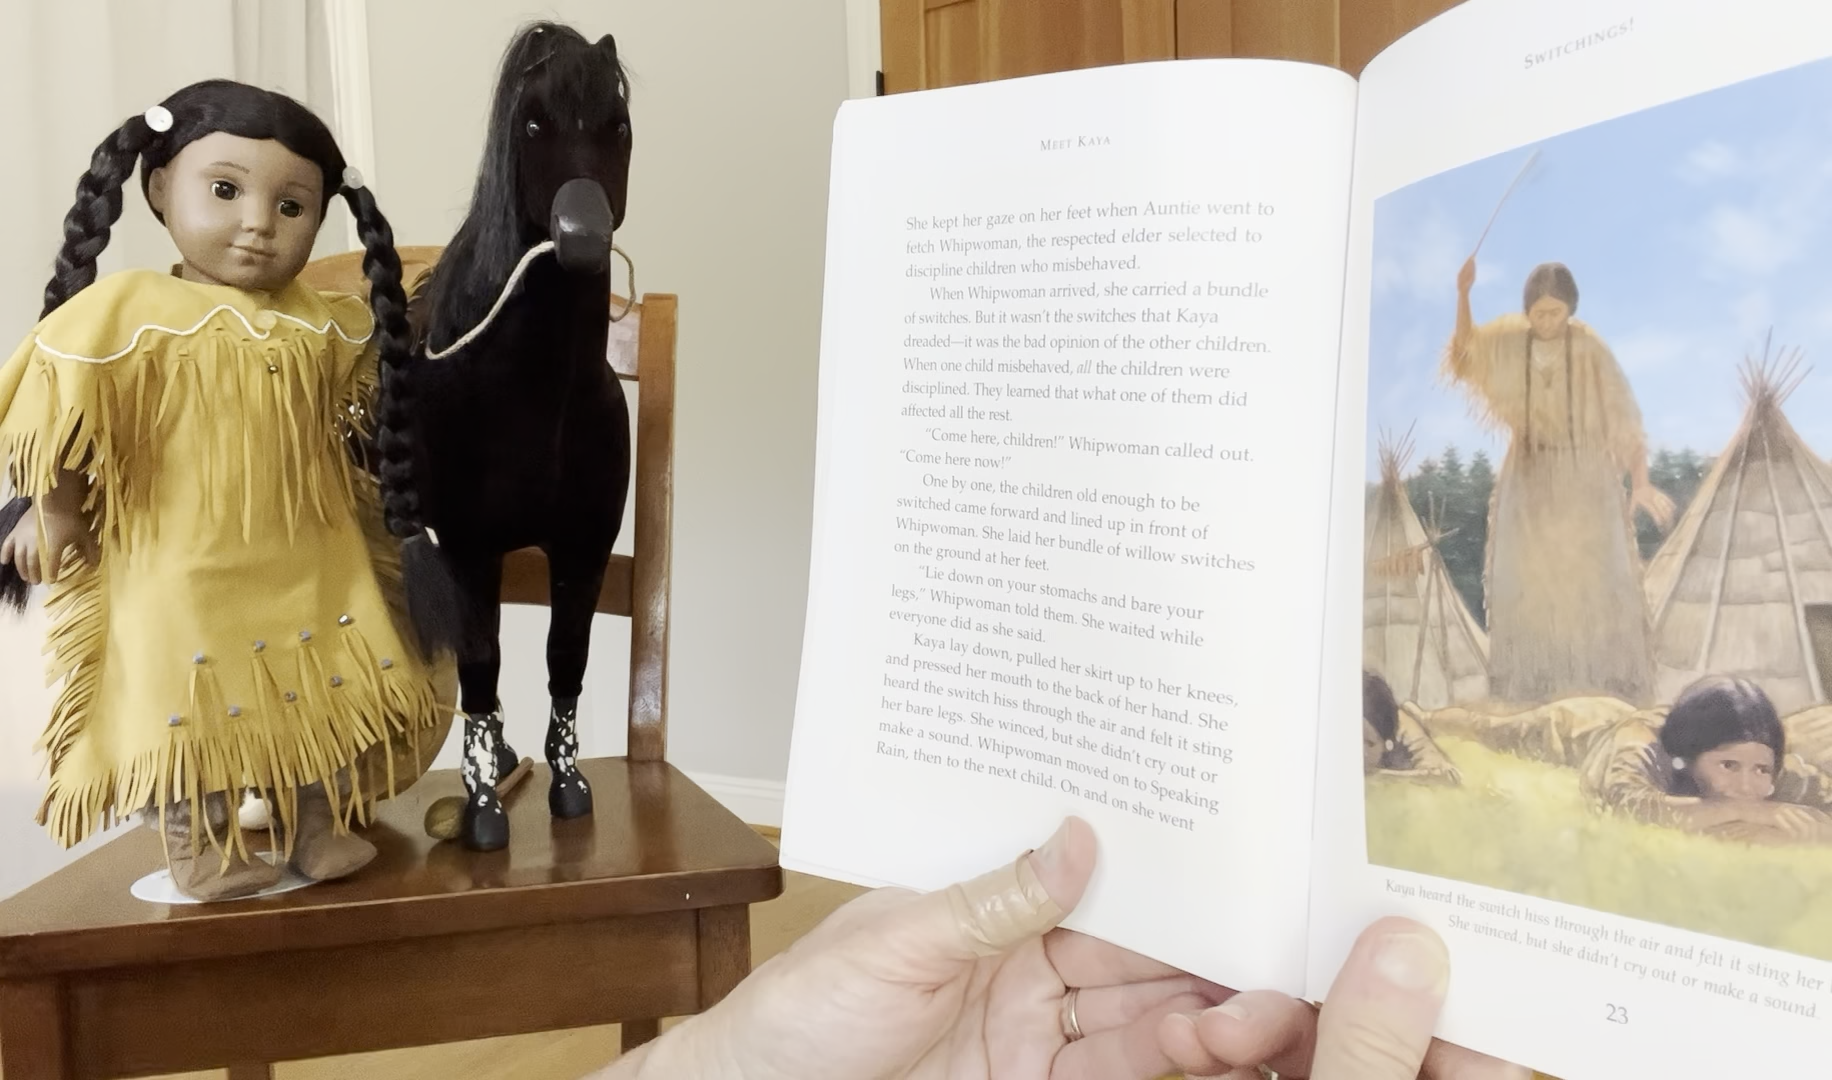 MEET KAYA
She kept her gaze on her feet when Auntie went to
fetch Whipwoman, the respected elder selected to
discipline children who misbehaved.
When Whipwoman arrived, she carried a bundle
of switches. But it wasn't the switches that Kaya
dreaded—it was the bad opinion of the other children.
When one child misbehaved, all the children were
disciplined. They learned that what one of them did
affected all the rest.
"Come here, children!" Whipwoman called out.
"Come here now!"
One by one, the children old enough to be
switched came forward and lined up in front of
Whipwoman. She laid her bundle of willow switches
on the ground at her feet.
"Lie down on your stomachs and bare your
legs," Whipwoman told them. She waited while
everyone did as she said.
Kaya lay down, pulled her skirt up to her knees,
and pressed her mouth to the back of her hand. She
heard the switch hiss through the air and felt it sting
her bare legs. She winced, but she didn't cry out or
make a sound. Whipwoman moved on to Speaking
Rain, then to the next child. On and on she went
SWITCHINGS!
Kaya heard the switch hiss through the air and felt it sting her
She winced, but she didn't cry out or make a sound.
23